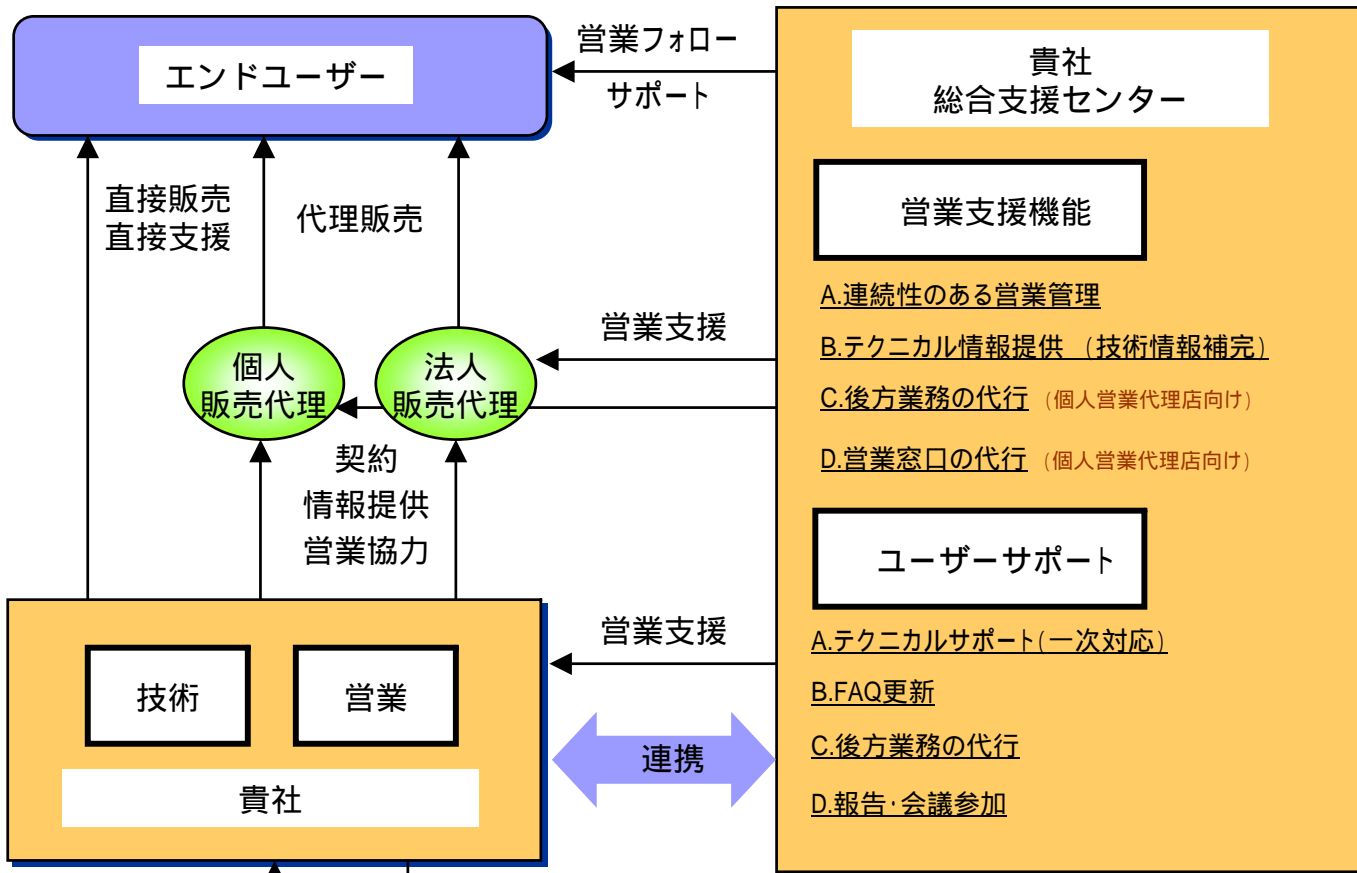 エンドユーザー
営業フォロー
サポート
直接販売
直接支援
代理販売
個人
販売代理
法人
販売代理
営業支援
契約
情報提供
営業協力
営業支援
技術
営業
貴社
連携
貴社
総合支援センター
営業支援機能
A.連続性のある営業管理
B.テクニカル情報提供 (技術情報補完)
C.後方業務の代行 (個人営業代理店向け)
D.営業窓口の代行 (個人営業代理店向け)
ユーザーサポート
A.テクニカルサポート(一次対応)
B.FAQ更新
C.後方業務の代行
D.報告・会議参加